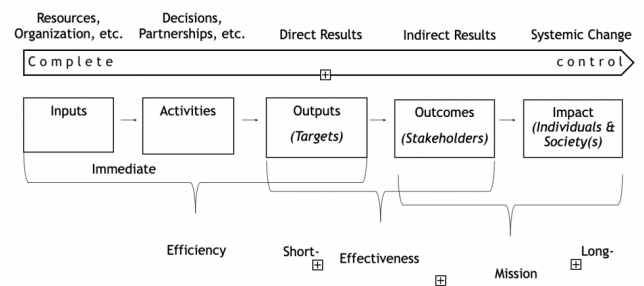 Resources,
Organization, etc.
Decisions,
Partnerships, etc.
Direct Results
Indirect Results
Systemic Change
Complete control
Inputs
Activities
Outputs
(Targets)
Outcomes
(Stakeholders)
Impact
(Individuals &
Society(s)
Immediate
Efficiency
Short-
Effectiveness
Mission
Long-